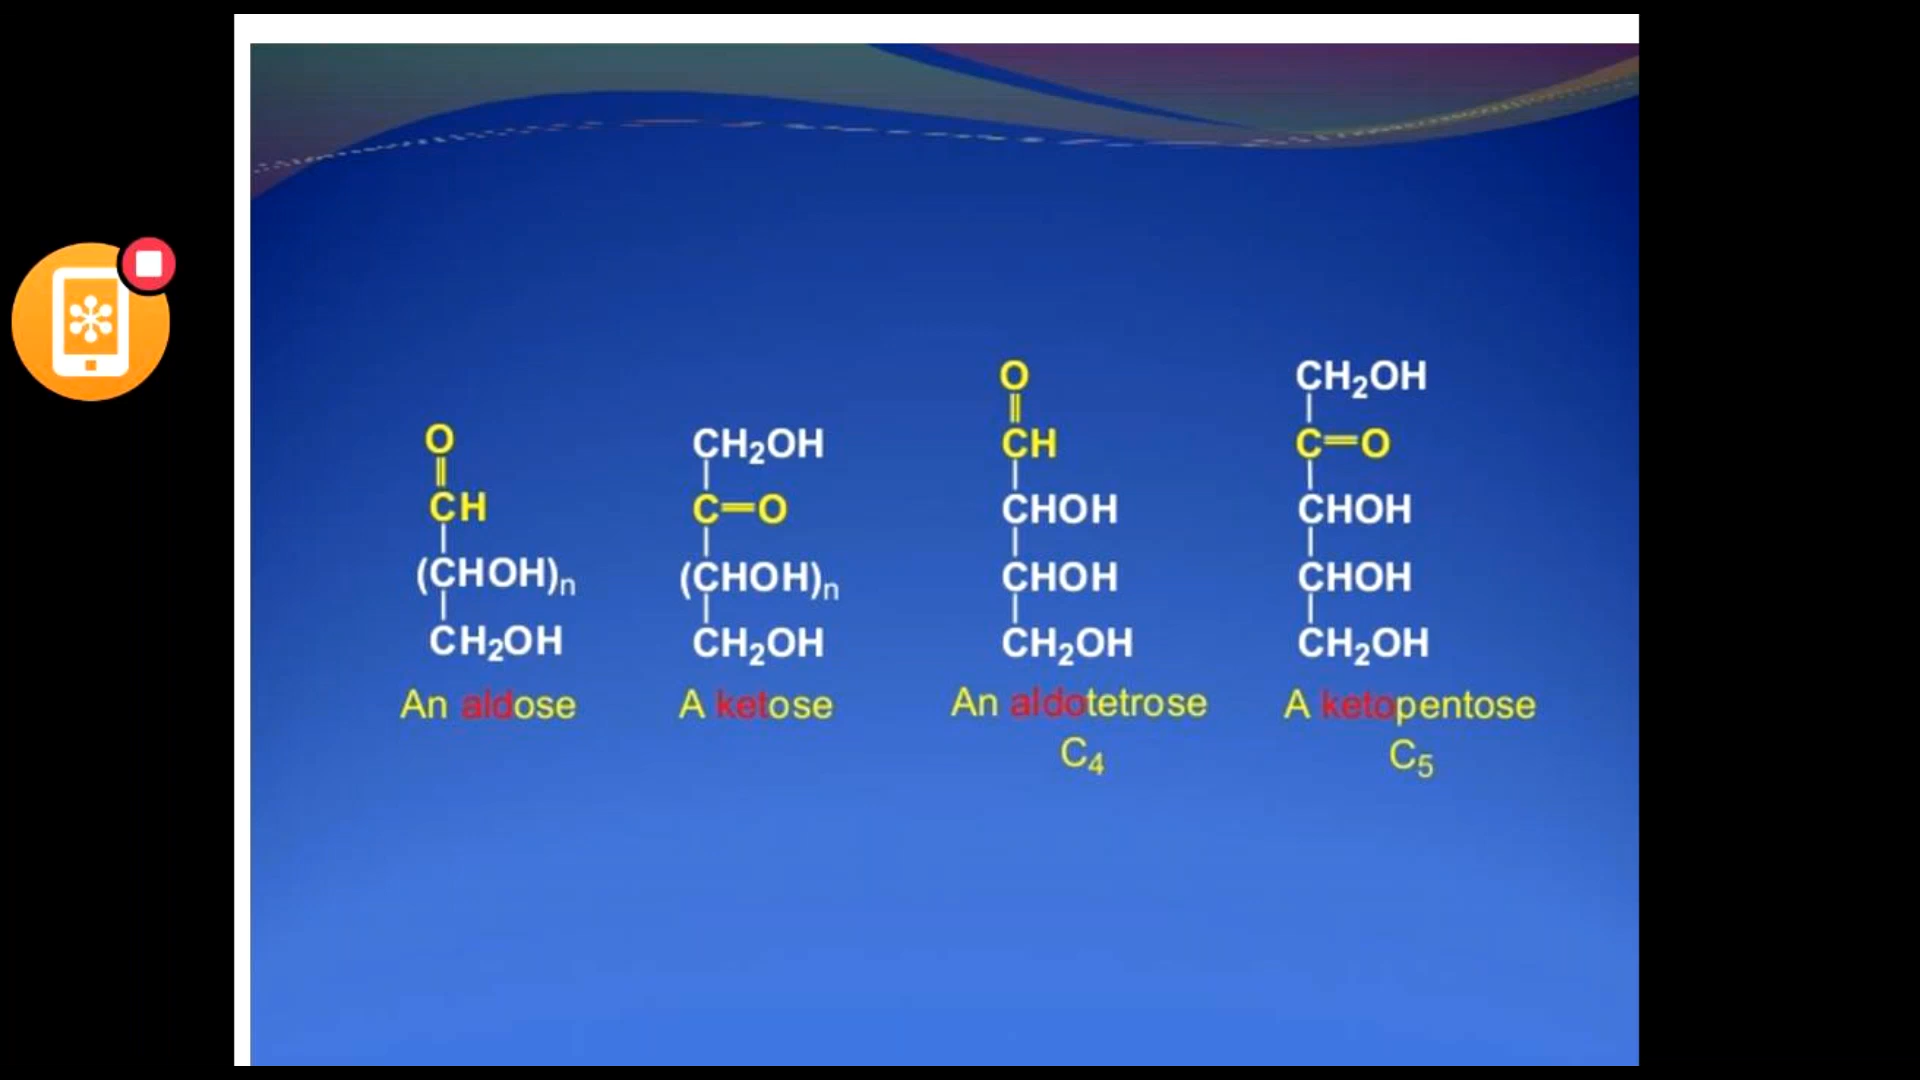 O
CH
(CHOH)n
CH2OH
An aldose
CH2OH
C=O
(CHOH)n
CH2OH
A ketose
O
CH
CHOH
CHOH
CH2OH
An aldotetrose
C4
CH2OH
C=O
CHOH
CHOH
CH2OH
A ketopentose
C5